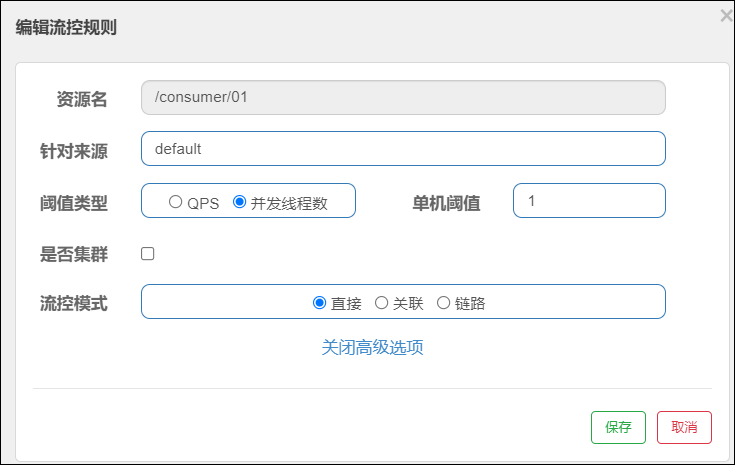 编辑流控规则 ×
资源名 /consumer/01
针对来源 default
阈值类型 QPS 并发线程数 单机阈值 1
是否集群
流控模式 直接 关联 链路
关闭高级选项
保存 取消